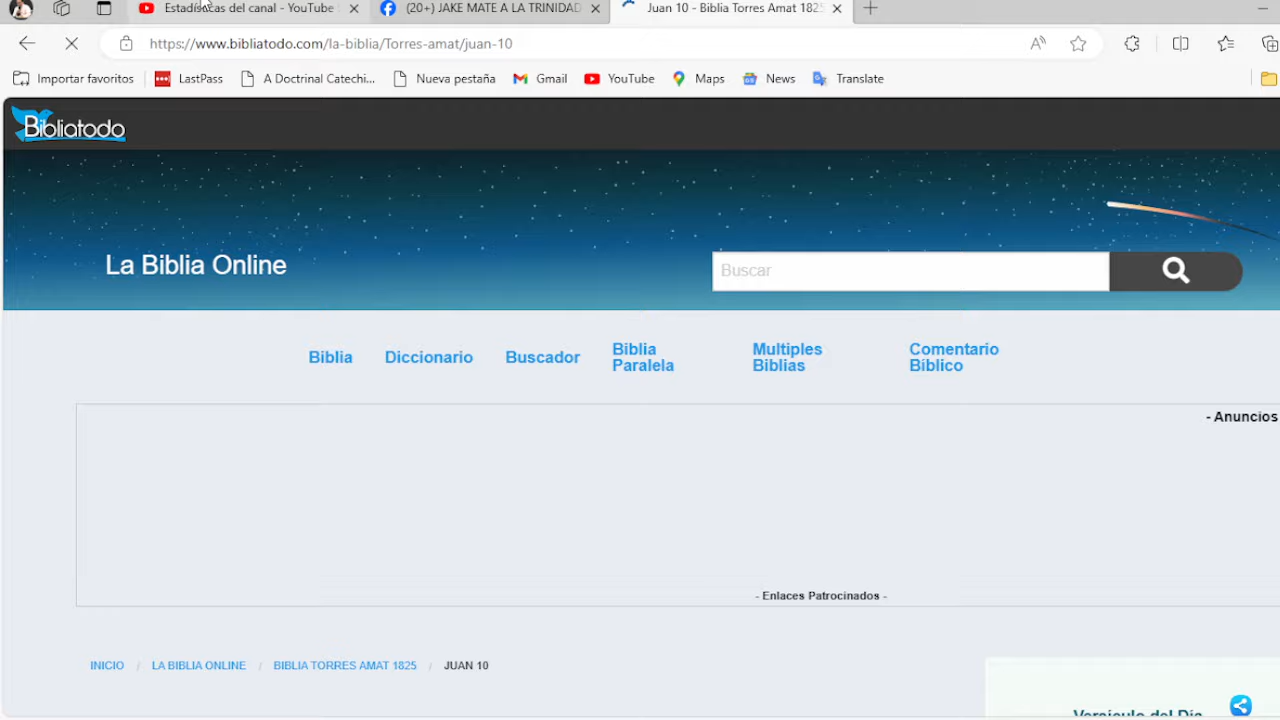 Estadísticas del canal - YouTube
(20+) JAKE MATE A LA TRINIDAD
Juan 10 - Biblia Torres Amat 1825
https://www.bibliatodo.com/la-biblia/Torres-amat/juan-10
Importar favoritos
LastPass
A Doctrinal Catechi...
Nueva pestaña
Gmail
YouTube
Maps
News
Translate
Bibliatodo
La Biblia Online
Buscar
Biblia
Diccionario
Buscador
Biblia
Paralela
Multiples
Biblias
Comentario
Biblico
- Anuncios
- Enlaces Patrocinados -
INICIO / LA BIBLIA ONLINE / BIBLIA TORRES AMAT 1825 / JUAN 10
Versiculo del Día